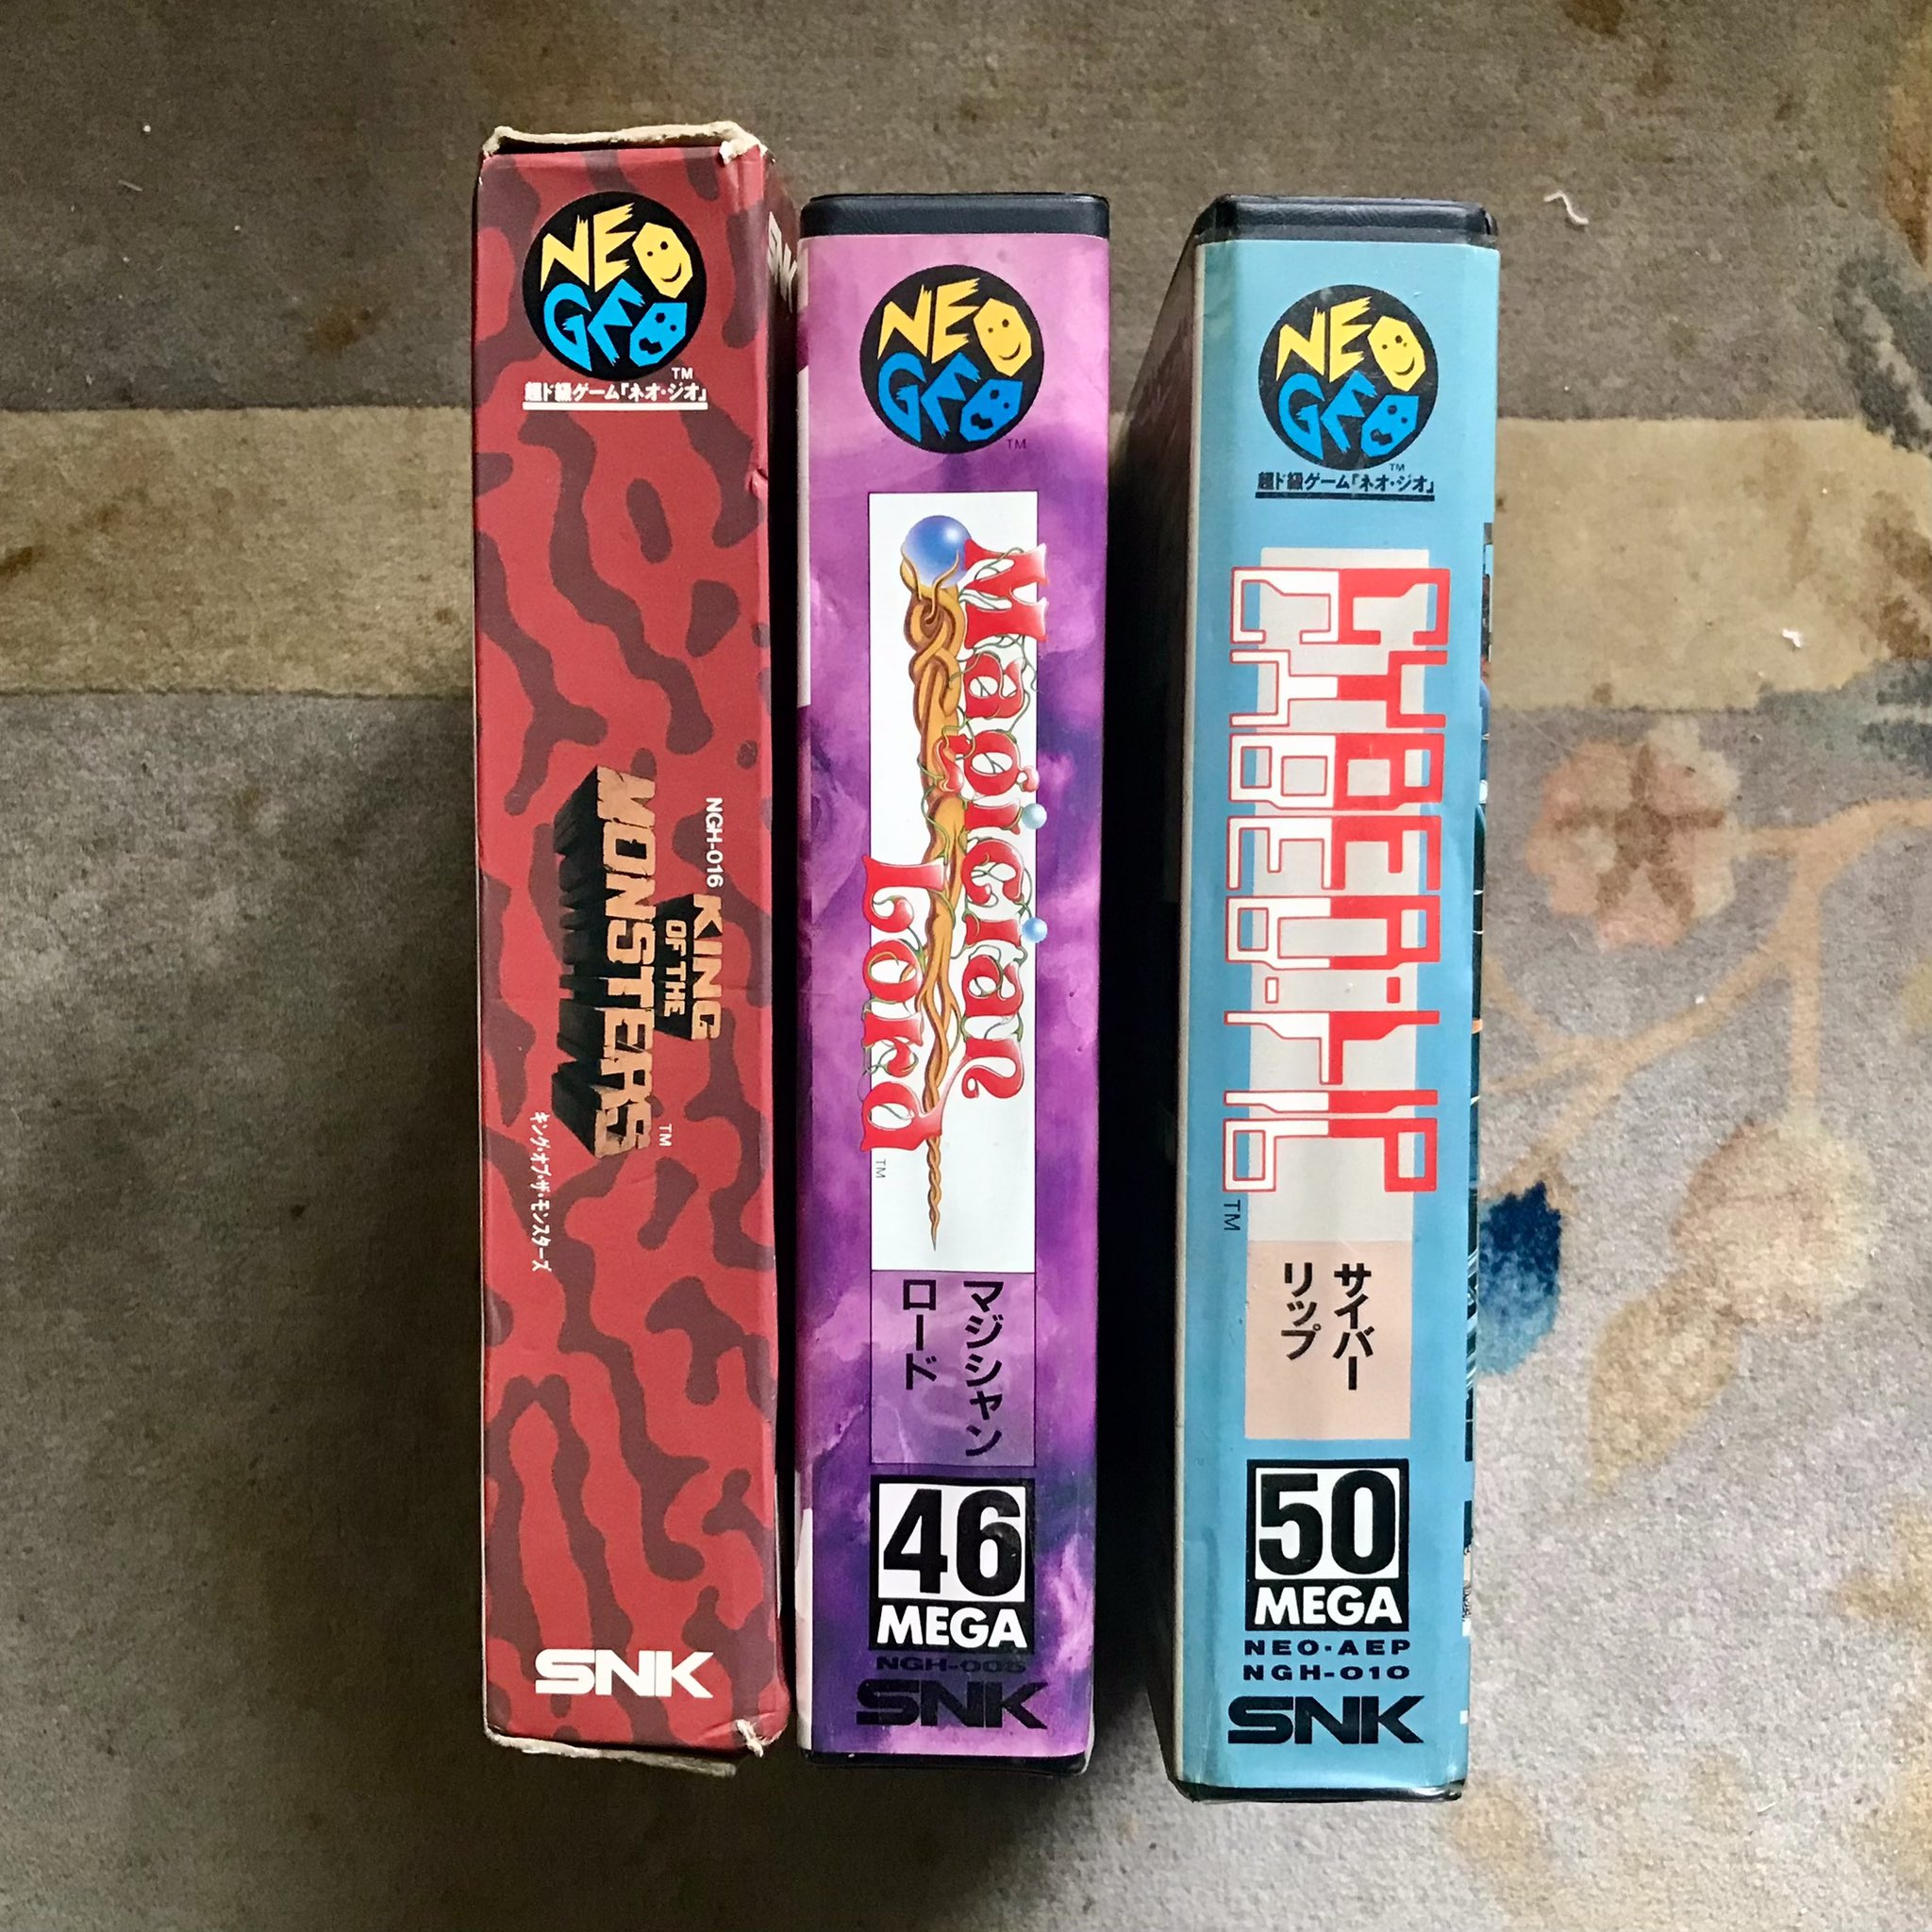 NEO
GEO
TM
超ド級ゲーム「ネオ・ジオ」
NGH-016
KING
OF THE
MONSTERS
TM
キング・オブ・ザ・モンスターズ
SNK
NEO
GEO
TM
Magician
Lord
TM
マジシャン
ロード
46
MEGA
NGH-005
SNK
NEO
GEO
TM
超ド級ゲーム「ネオ・ジオ」
CYBER-LIP
TM
サイバー
リップ
50
MEGA
NEO·AEP
NGH-010
SNK